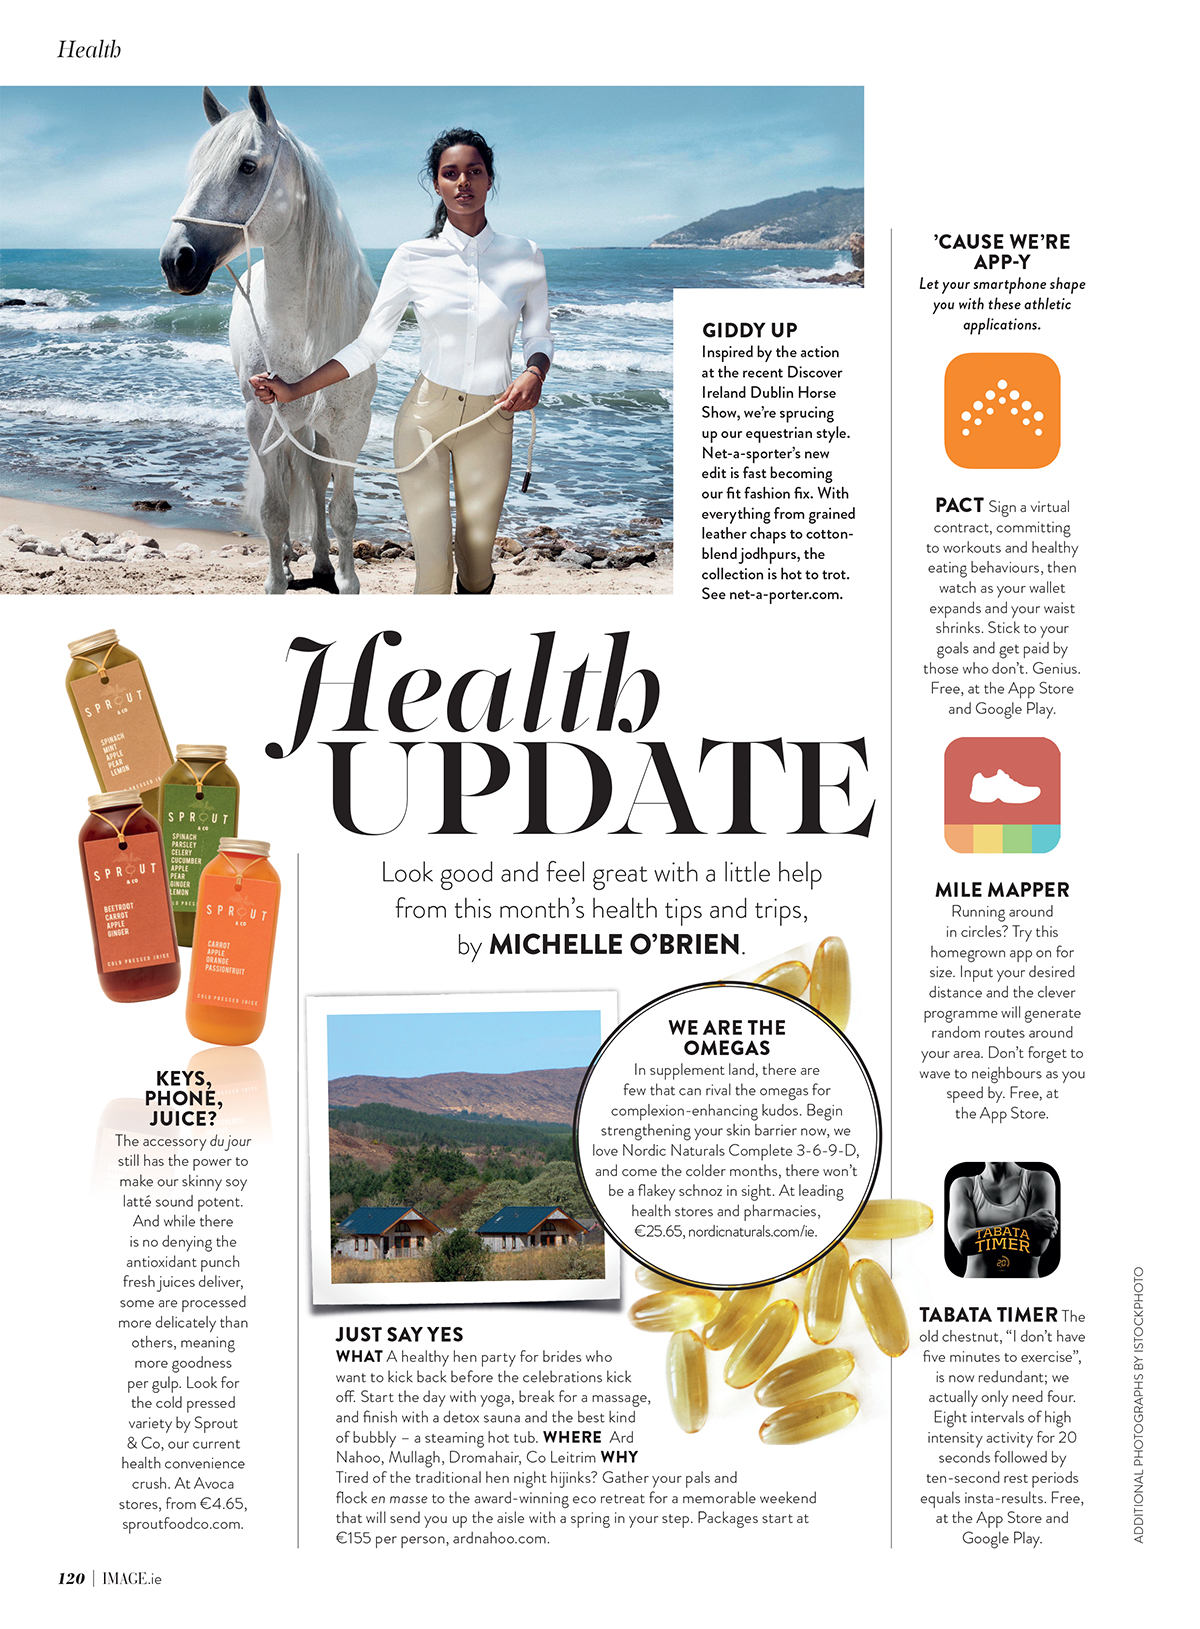 Health
GIDDY UP
Inspired by the action
at the recent Discover
Ireland Dublin Horse
Show, we're sprucing
up our equestrian style.
Net-a-sporter's new
edit is fast becoming
our fit fashion fix. With
everything from grained
leather chaps to cotton-
blend jodhpurs, the
collection is hot to trot.
See net-a-porter.com.
Health
UPDATE
Look good and feel great with a little help
from this month's health tips and trips,
by MICHELLE O'BRIEN.
SPROUT
& CO
SPINACH
MINT
APPLE
PEAR
LEMON
SPROUT
& CO
SPINACH
PARSLEY
CELERY
CUCUMBER
APPLE
PEAR
GINGER
LEMON
SPROUT
& CO
BEETROOT
CARROT
APPLE
GINGER
COLD PRESSED JUICE
SPROUT
& CO
CARROT
APPLE
ORANGE
PASSIONFRUIT
COLD PRESSED JUICE
KEYS,
PHONE,
JUICE?
The accessory du jour
still has the power to
make our skinny soy
latté sound potent.
And while there
is no denying the
antioxidant punch
fresh juices deliver,
some are processed
more delicately than
others, meaning
more goodness
per gulp. Look for
the cold pressed
variety by Sprout
& Co, our current
health convenience
crush. At Avoca
stores, from €4.65,
sproutfoodco.com.
WE ARE THE
OMEGAS
In supplement land, there are
few that can rival the omegas for
complexion-enhancing kudos. Begin
strengthening your skin barrier now, we
love Nordic Naturals Complete 3-6-9-D,
and come the colder months, there won't
be a flakey schnoz in sight. At leading
health stores and pharmacies,
€25.65, nordicnaturals.com/ie.
JUST SAY YES
WHAT A healthy hen party for brides who
want to kick back before the celebrations kick
off. Start the day with yoga, break for a massage,
and finish with a detox sauna and the best kind
of bubbly – a steaming hot tub. WHERE Ard
Nahoo, Mullagh, Dromahair, Co Leitrim WHY
Tired of the traditional hen night hijinks? Gather your pals and
flock en masse to the award-winning eco retreat for a memorable weekend
that will send you up the aisle with a spring in your step. Packages start at
€155 per person, ardnahoo.com.
'CAUSE WE'RE
APP-Y
Let your smartphone shape
you with these athletic
applications.
PACT Sign a virtual
contract, committing
to workouts and healthy
eating behaviours, then
watch as your wallet
expands and your waist
shrinks. Stick to your
goals and get paid by
those who don't. Genius.
Free, at the App Store
and Google Play.
MILE MAPPER
Running around
in circles? Try this
homegrown app on for
size. Input your desired
distance and the clever
programme will generate
random routes around
your area. Don't forget to
wave to neighbours as you
speed by. Free, at
the App Store.
TABATA
TIMER
TABATA TIMER The
old chestnut, "I don't have
five minutes to exercise",
is now redundant; we
actually only need four.
Eight intervals of high
intensity activity for 20
seconds followed by
ten-second rest periods
equals insta-results. Free,
at the App Store and
Google Play.
ADDITIONAL PHOTOGRAPHS BY ISTOCKPHOTO
120 | IMAGE.ie